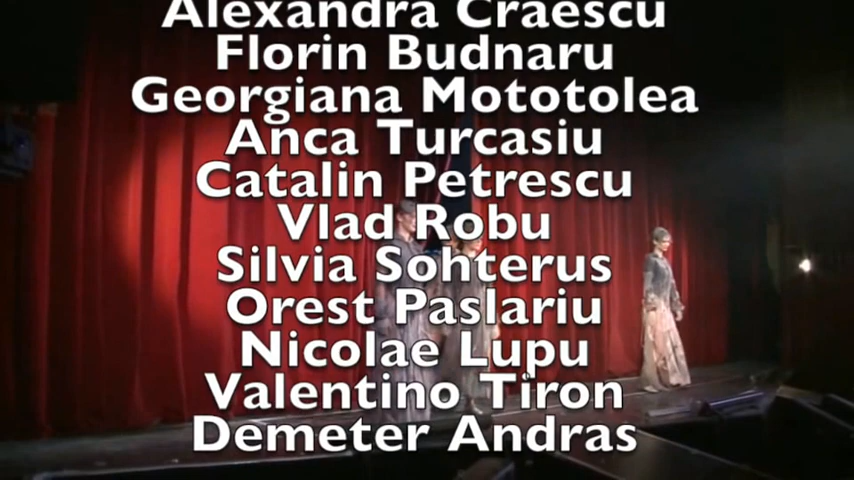 Alexandra Craescu
Florin Budnaru
Georgiana Mototolea
Anca Turcasiu
Catalin Petrescu
Vlad Robu
Silvia Sohterus
Orest Paslariu
Nicolae Lupu
Valentino Tiron
Demeter Andras